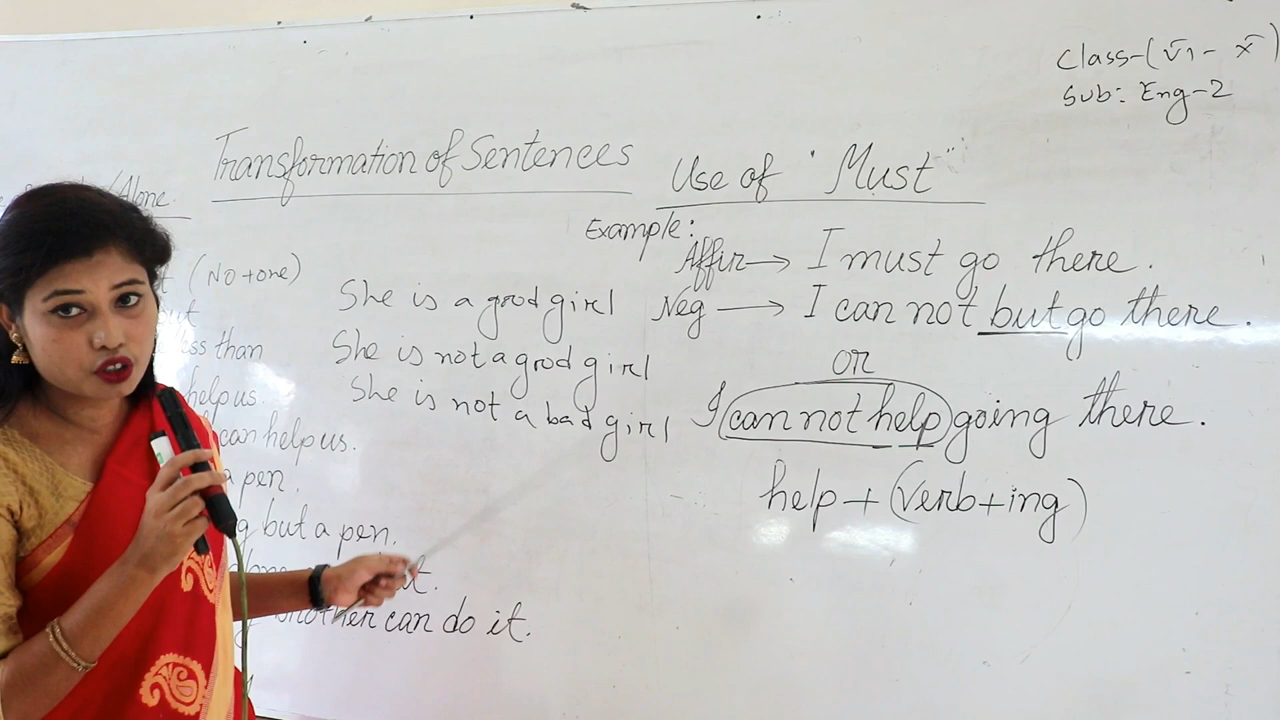 Class-(VI - X)
Sub: Eng-2
Transformation of Sentences
/Alone.
(No+one)
less than
help us.
can help us.
a pen.
but a pen.
another can do it.
She is a good girl
She is not a good girl
She is not a bad girl
Use of "Must"
Example:
Affir→ I must go there.
Neg → I can not but go there.
or
I can not help going there.
help + (verb+ing)